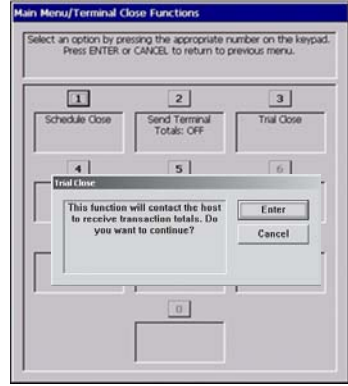 Main Menu/Terminal Close Functions
Select an option by pressing the appropriate number on the keypad.
Press ENTER or CANCEL to return to previous menu.
1 2 3
Schedule Close Send Terminal Trial Close
Totals: OFF
4 5 6
Trial Close
This function will contact the host Enter
to receive transaction totals. Do
you want to continue? Cancel
0